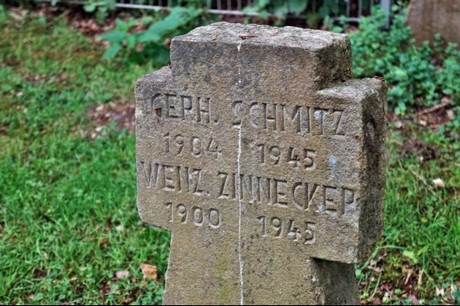 GEPH. SCHMITZ
1904 1945
WENZ. ZINNECKER
1900 1945